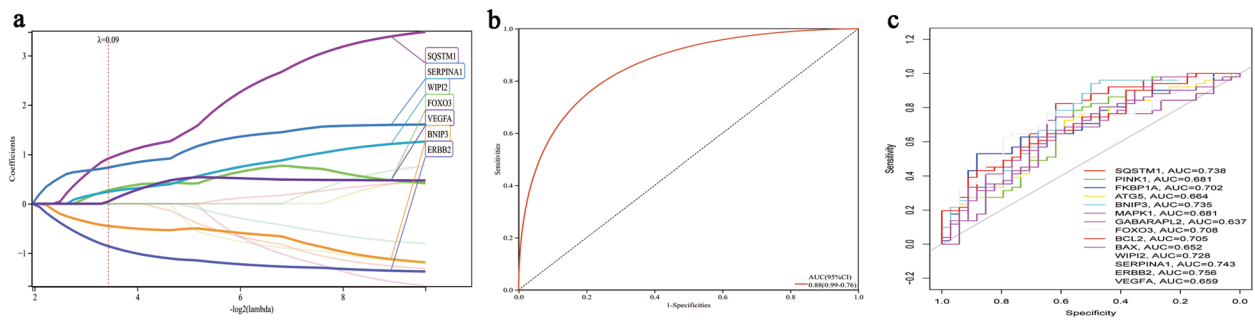 a
λ=0.09
3
2
1
0
−1
Coefficients
SQSTM1
SERPINA1
WIPI2
FOXO3
VEGFA
BNIP3
ERBB2
2
4
6
8
-log2(lambda)
b
1.0
0.8
0.6
0.4
0.2
0.0
Sensitivities
AUC(95%CI)
0.88(0.99-0.76)
0.0
0.2
0.4
0.6
0.8
1.0
1-Specificities
c
1.2
1.0
0.8
0.6
0.4
0.2
0.0
−0.2
Sensitivity
SQSTM1, AUC=0.738
PINK1, AUC=0.681
FKBP1A, AUC=0.702
ATG5, AUC=0.664
BNIP3, AUC=0.735
MAPK1, AUC=0.681
GABARAPL2, AUC=0.637
FOXO3, AUC=0.708
BCL2, AUC=0.705
BAX, AUC=0.652
WIPI2, AUC=0.728
SERPINA1, AUC=0.743
ERBB2, AUC=0.756
VEGFA, AUC=0.659
1.0
0.8
0.6
0.4
0.2
0.0
Specificity